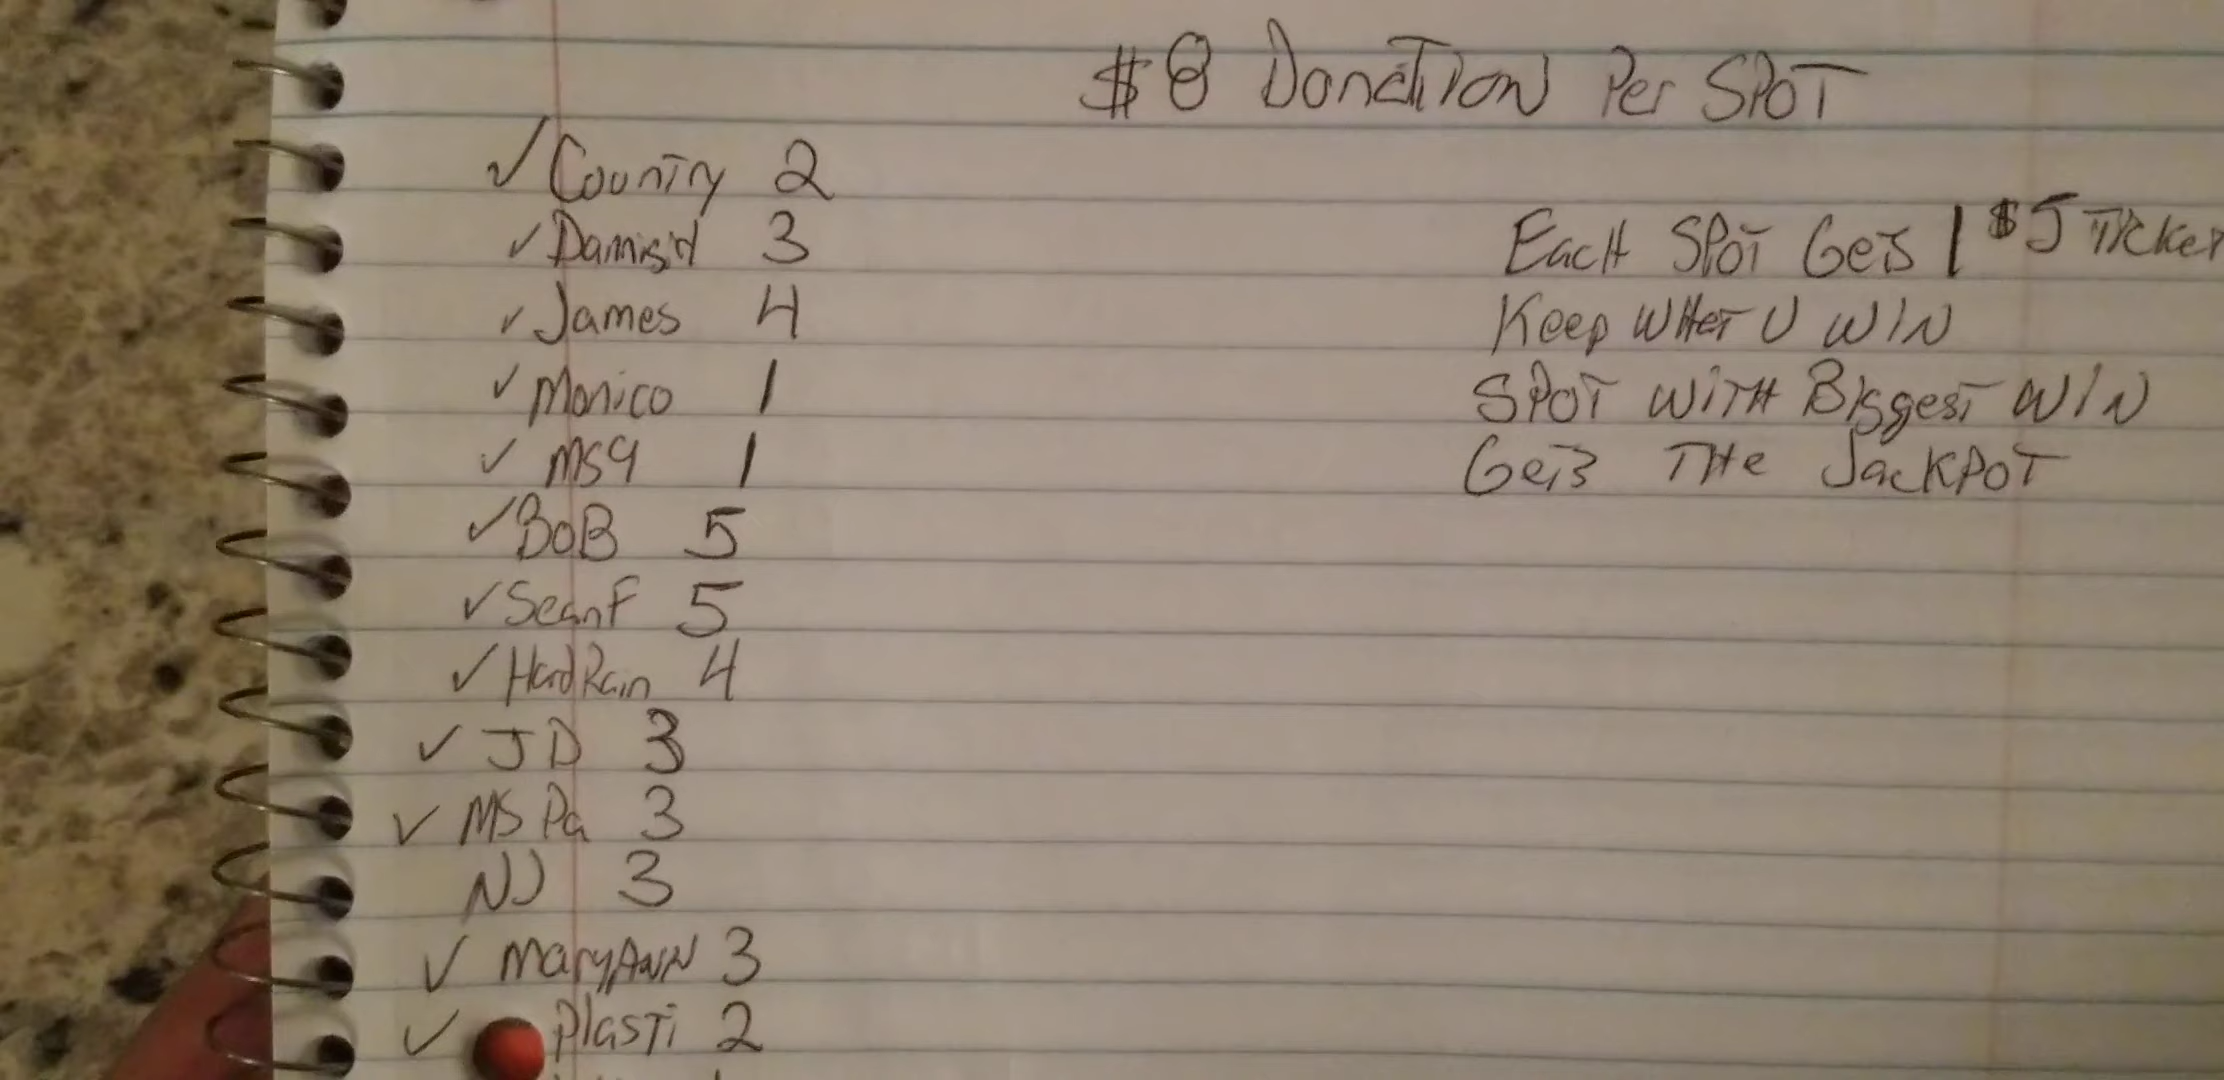 $8 Donation Per Spot
✓ Country 2
✓ Damisid 3
✓ James 4
✓ Monico 1
✓ MS9 1
✓ BoB 5
✓ SeanF 5
✓ HardRain 4
✓ JD 3
✓ MS Pa 3
NJ 3
✓ MaryAnn 3
✓ Plasti 2
Each Spot Gets 1 $5 Ticket
Keep What U Win
Spot With Biggest Win
Gets The Jackpot